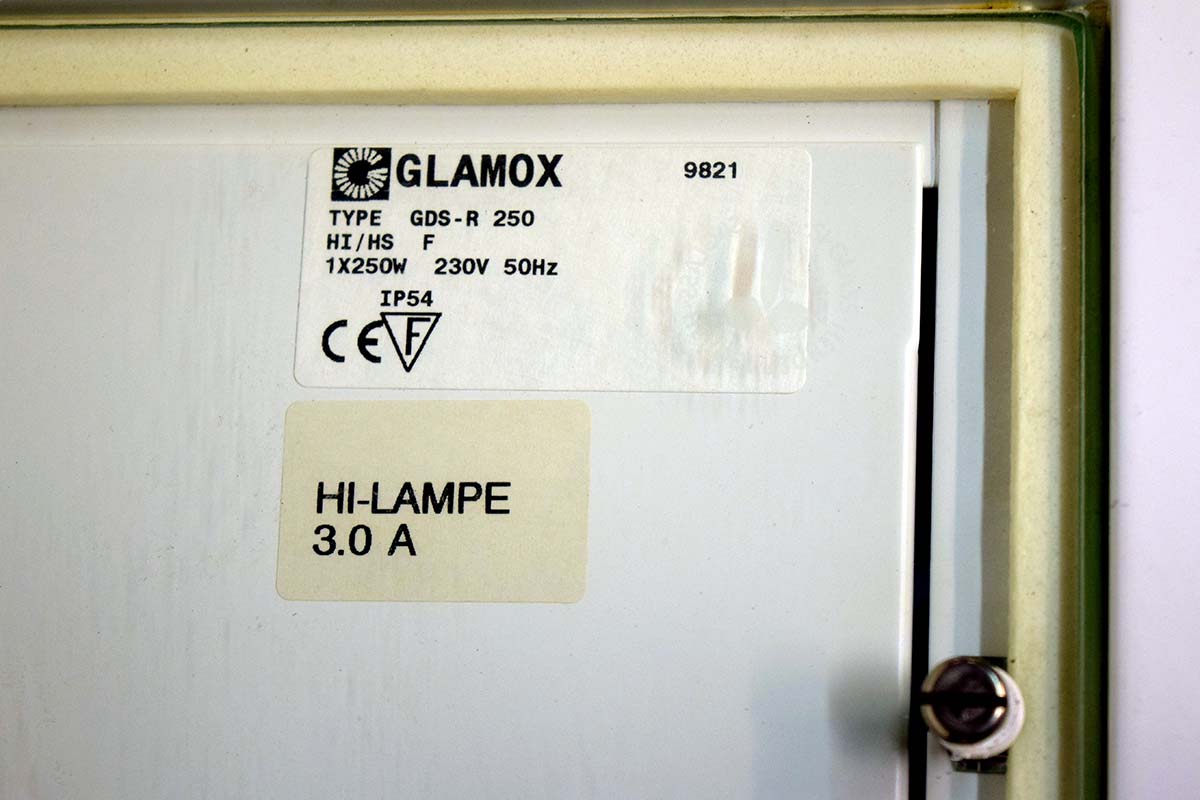 GLAMOX 9821
TYPE GDS-R 250
HI/HS F
1X250W 230V 50Hz
IP54
CE F
HI-LAMPE
3.0 A